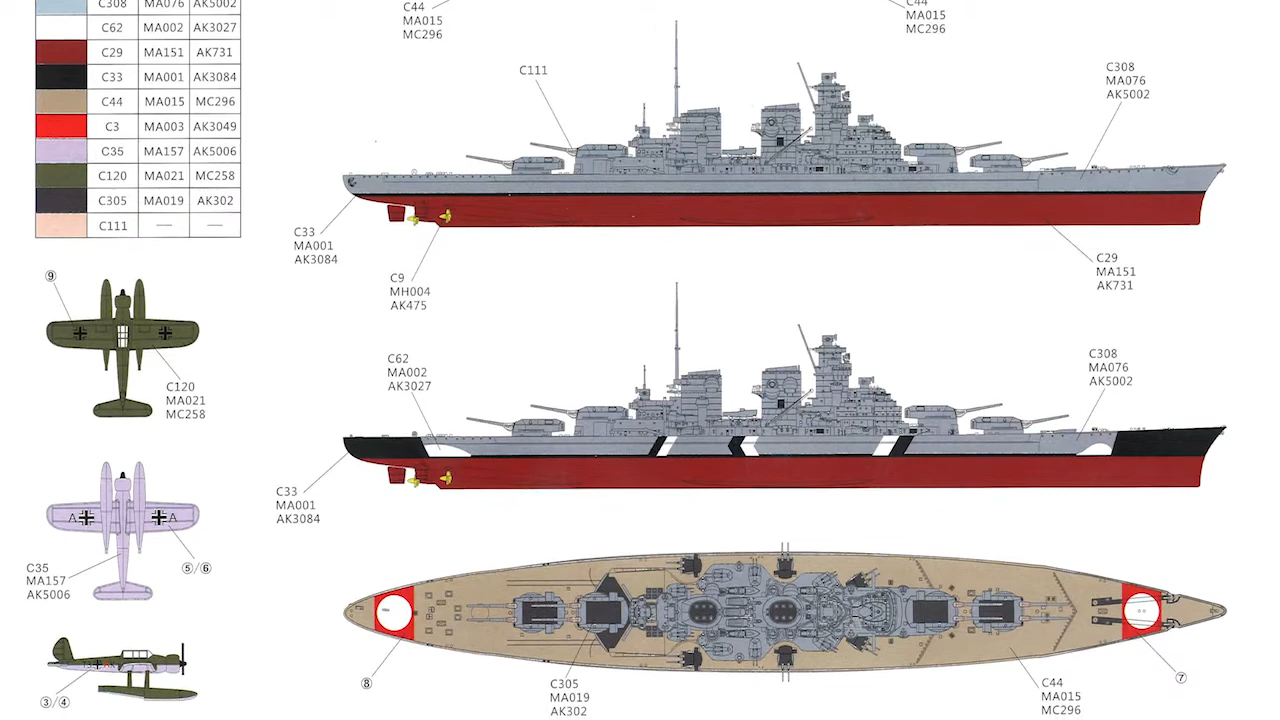 C308 MA076 AK5002
C62 MA002 AK3027
C29 MA151 AK731
C33 MA001 AK3084
C44 MA015 MC296
C3 MA003 AK3049
C35 MA157 AK5006
C120 MA021 MC258
C305 MA019 AK302
C111 — —
C44
MA015
MC296
C44
MA015
MC296
C111
C308
MA076
AK5002
C33
MA001
AK3084
C9
MH004
AK475
C29
MA151
AK731
⑨
C120
MA021
MC258
C62
MA002
AK3027
C308
MA076
AK5002
C33
MA001
AK3084
A A
⑤/⑥
C35
MA157
AK5006
③/④
⑧
C305
MA019
AK302
C44
MA015
MC296
⑦